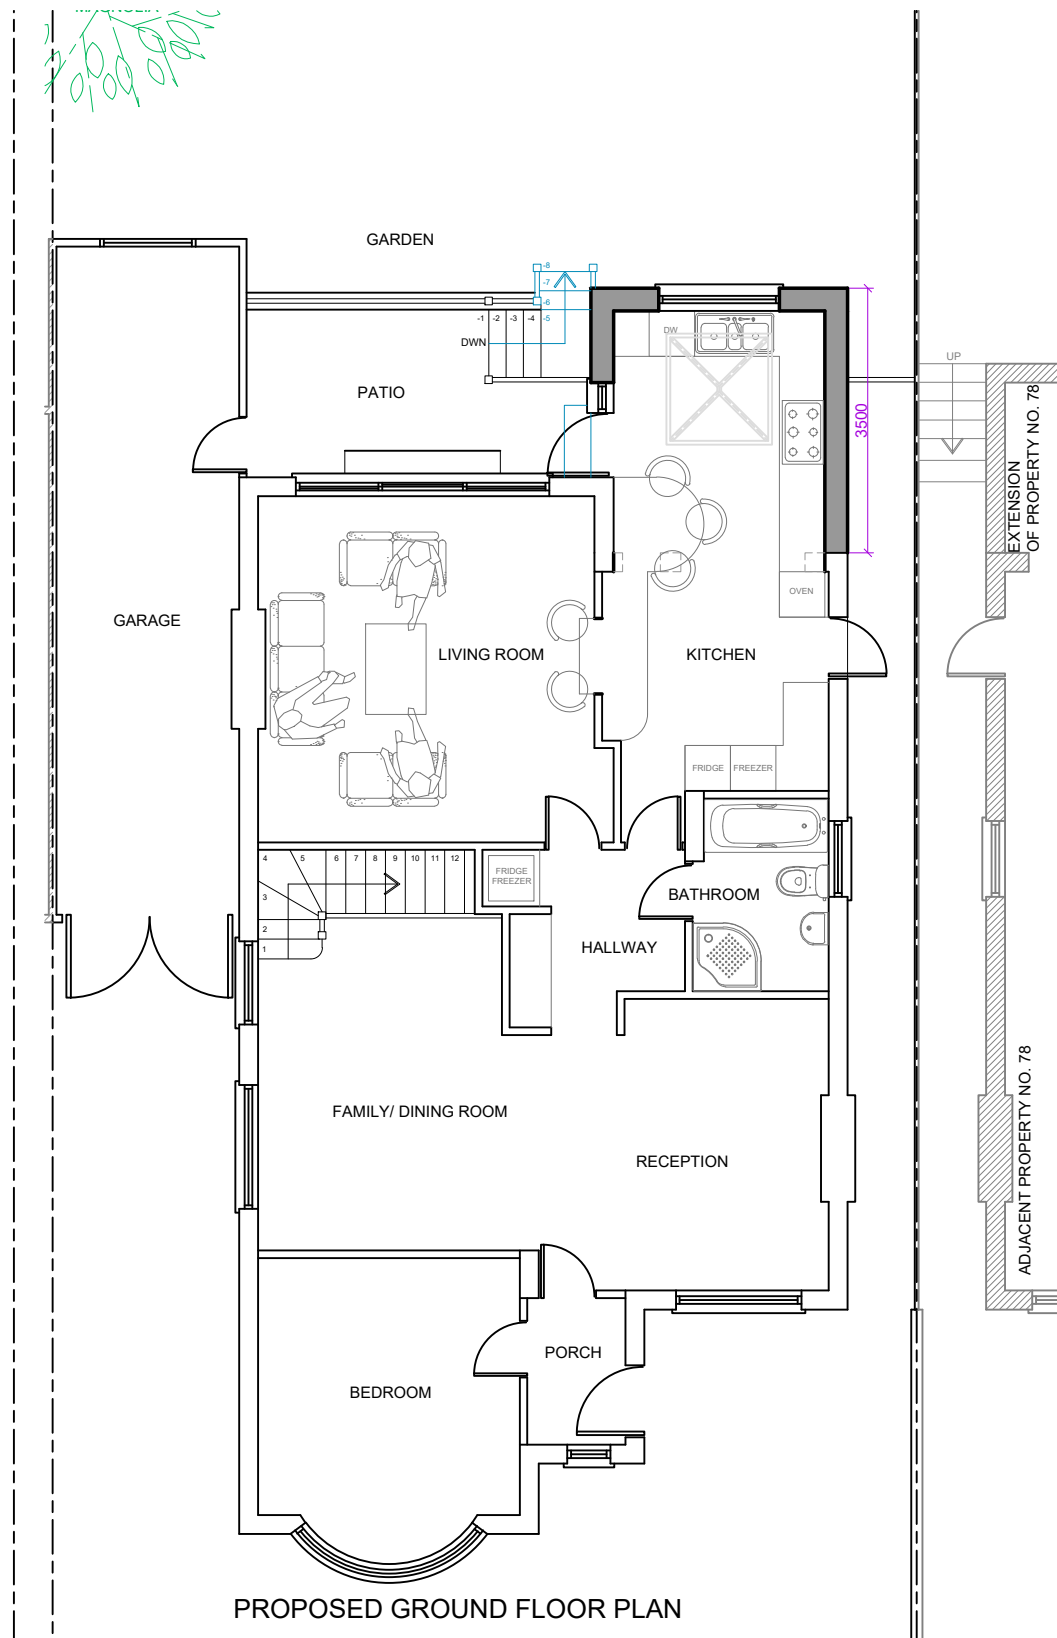 MAGNOLIA
GARDEN
-8
-7
-6
-5
-1 -2 -3 -4
DWN
PATIO
DW
3500
UP
EXTENSION
OF PROPERTY NO. 78
GARAGE
OVEN
LIVING ROOM
KITCHEN
FRIDGE FREEZER
4 5 6 7 8 9 10 11 12
3
2
1
FRIDGE
FREEZER
BATHROOM
HALLWAY
FAMILY/ DINING ROOM
RECEPTION
ADJACENT PROPERTY NO. 78
PORCH
BEDROOM
PROPOSED GROUND FLOOR PLAN